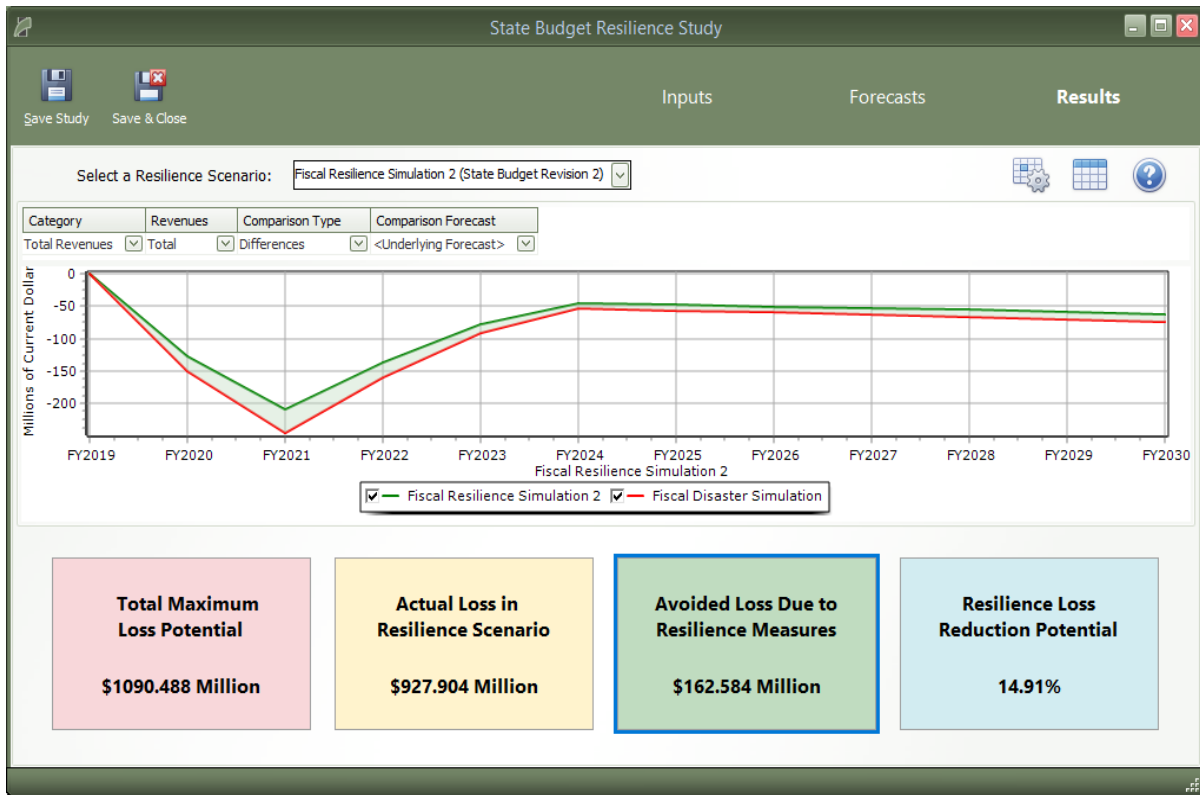 State Budget Resilience Study
Save Study Save & Close Inputs Forecasts Results
Select a Resilience Scenario: Fiscal Resilience Simulation 2 (State Budget Revision 2)
Category Revenues Comparison Type Comparison Forecast
Total Revenues Total Differences <Underlying Forecast>
Millions of Current Dollar
0
-50
-100
-150
-200
FY2019 FY2020 FY2021 FY2022 FY2023 FY2024 FY2025 FY2026 FY2027 FY2028 FY2029 FY2030
Fiscal Resilience Simulation 2
Fiscal Resilience Simulation 2 Fiscal Disaster Simulation
Total Maximum
Loss Potential
$1090.488 Million
Actual Loss in
Resilience Scenario
$927.904 Million
Avoided Loss Due to
Resilience Measures
$162.584 Million
Resilience Loss
Reduction Potential
14.91%